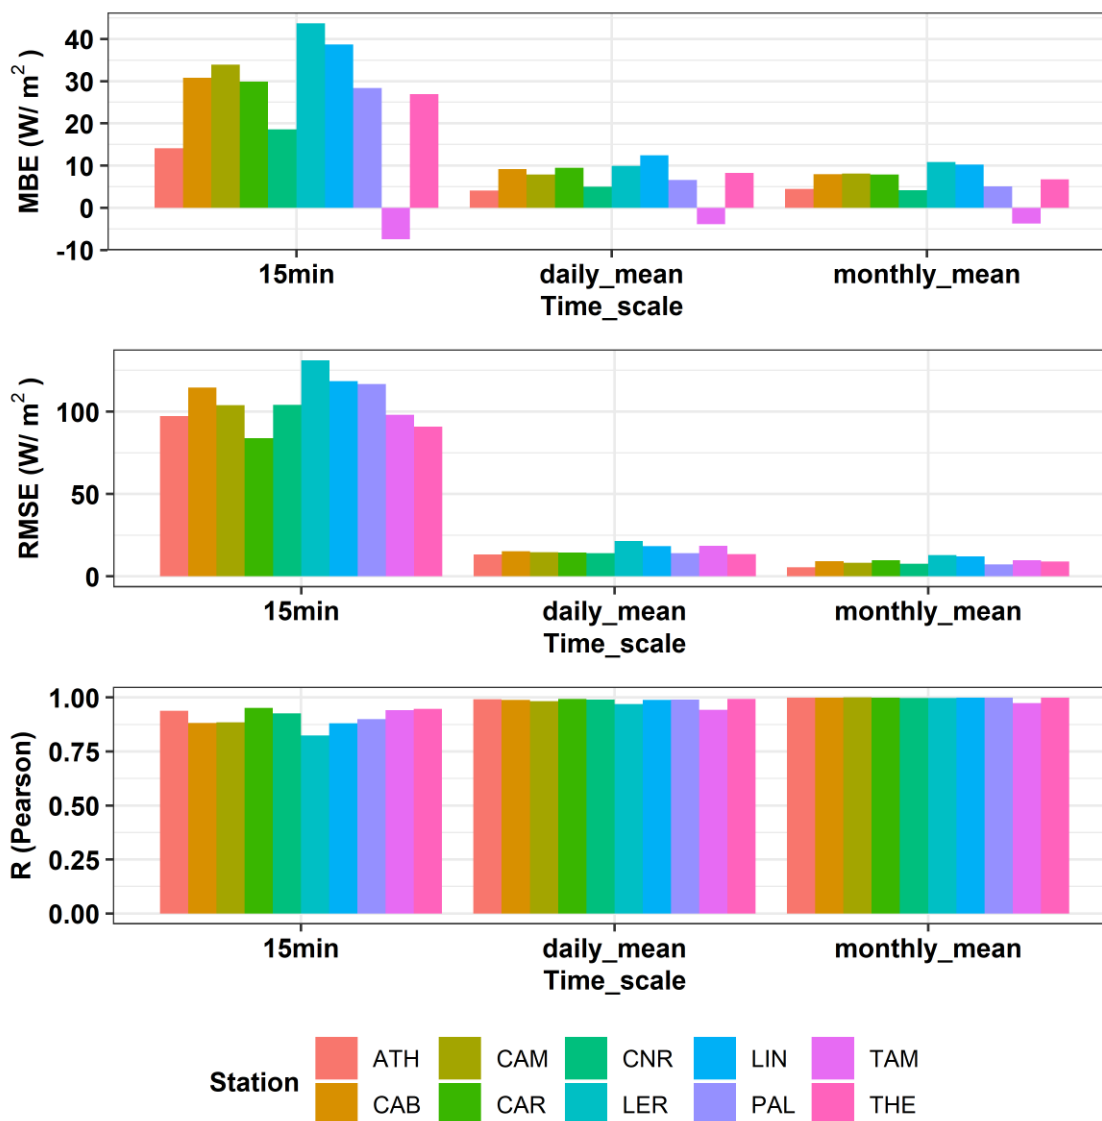 MBE (W/ m²)
40
30
20
10
0
-10
15min daily_mean monthly_mean
Time_scale
RMSE (W/ m²)
100
50
0
15min daily_mean monthly_mean
Time_scale
R (Pearson)
1.00
0.75
0.50
0.25
0.00
15min daily_mean monthly_mean
Time_scale
Station
ATH CAM CNR LIN TAM
CAB CAR LER PAL THE